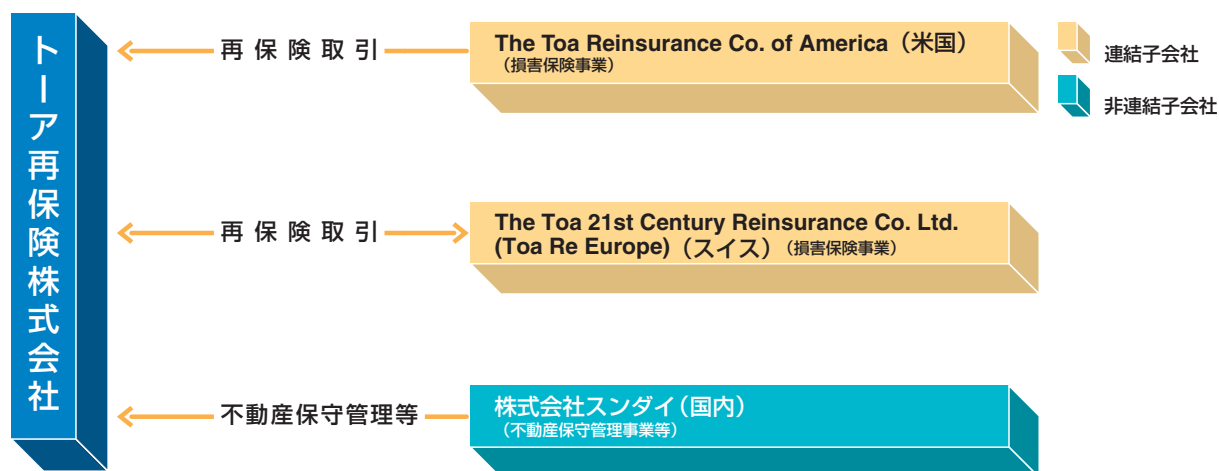 トーア再保険株式会社
再保険取引
The Toa Reinsurance Co. of America（米国）
（損害保険事業）
連結子会社
非連結子会社
再保険取引
The Toa 21st Century Reinsurance Co. Ltd.
(Toa Re Europe)（スイス）（損害保険事業）
不動産保守管理等
株式会社スンダイ（国内）
（不動産保守管理事業等）